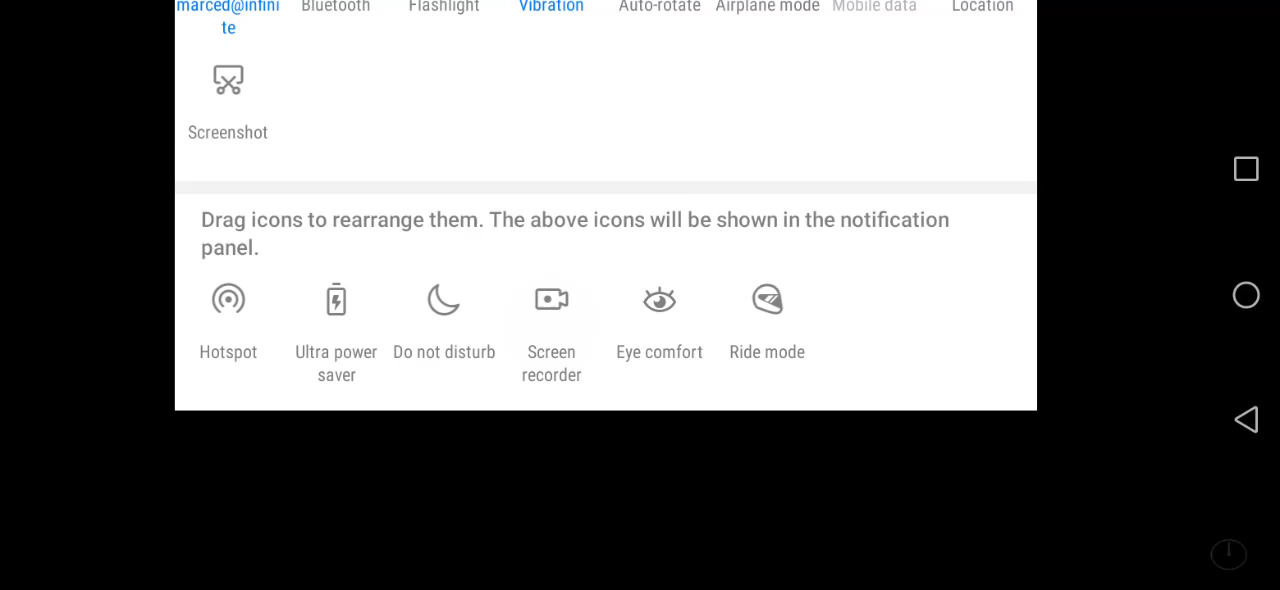 marced@infini
te
Bluetooth
Flashlight
Vibration
Auto-rotate
Airplane mode
Mobile data
Location
Screenshot
Drag icons to rearrange them. The above icons will be shown in the notification
panel.
Hotspot
Ultra power
saver
Do not disturb
Screen
recorder
Eye comfort
Ride mode